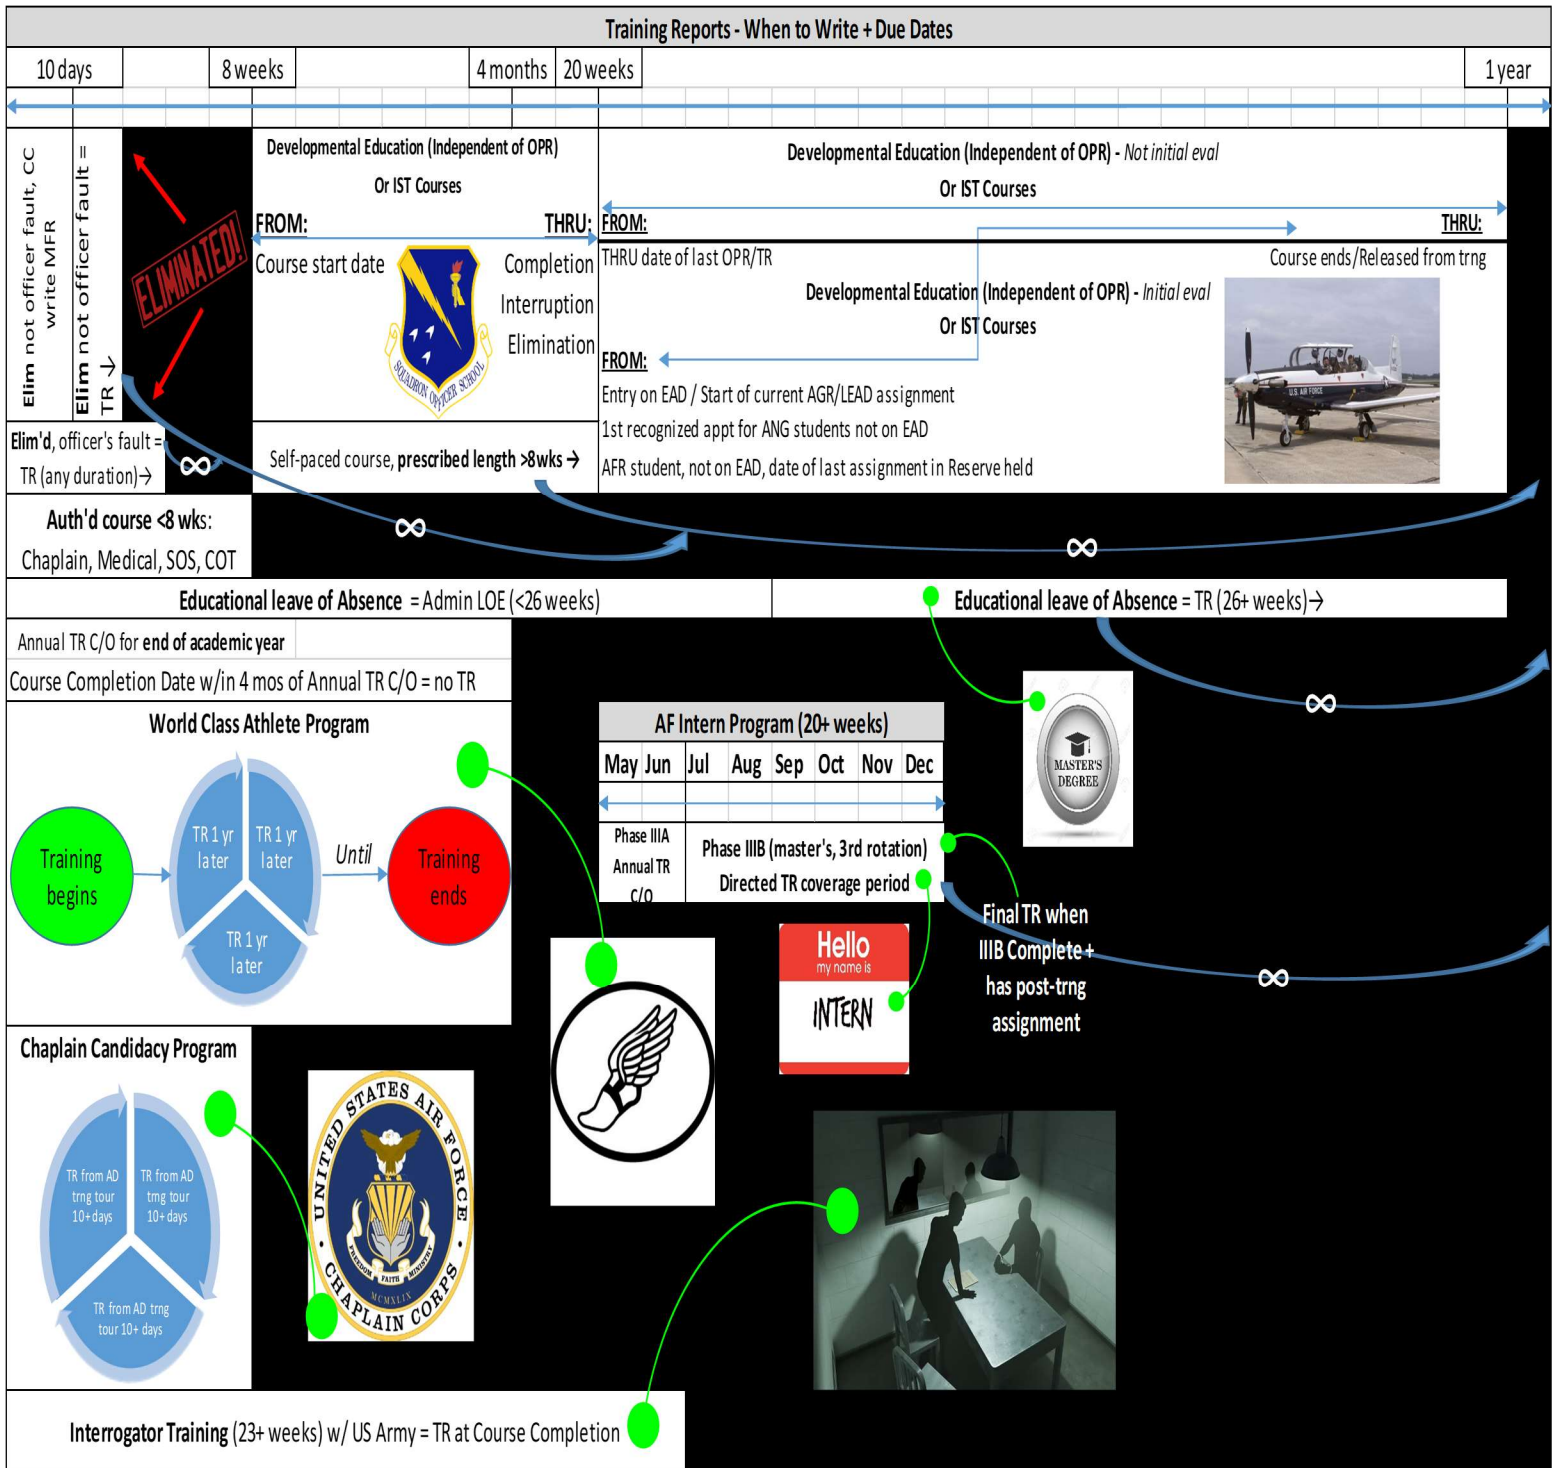 Training Reports - When to Write + Due Dates
10 days
8 weeks
4 months
20 weeks
1 year
Elim not officer fault, CC
write MFR
Elim not officer fault =
TR →
ELIMINATED!
Developmental Education (Independent of OPR)
Or IST Courses
FROM:
THRU:
Course start date
Completion
Interruption
Elimination
SQUADRON OFFICER SCHOOL
Developmental Education (Independent of OPR) - Not initial eval
Or IST Courses
FROM:
THRU:
THRU date of last OPR/TR
Course ends/Released from trng
Developmental Education (Independent of OPR) - Initial eval
Or IST Courses
FROM:
Entry on EAD / Start of current AGR/LEAD assignment
1st recognized appt for ANG students not on EAD
AFR student, not on EAD, date of last assignment in Reserve held
U.S. AIR FORCE
Elim'd, officer's fault =
TR (any duration)→
∞
Self-paced course, prescribed length >8wks →
Auth'd course <8 wks:
Chaplain, Medical, SOS, COT
∞
∞
Educational leave of Absence = Admin LOE (<26 weeks)
Educational leave of Absence = TR (26+ weeks)→
∞
Annual TR C/O for end of academic year
Course Completion Date w/in 4 mos of Annual TR C/O = no TR
MASTER'S
DEGREE
World Class Athlete Program
Training
begins
TR 1 yr
later
TR 1 yr
later
TR 1 yr
later
Until
Training
ends
AF Intern Program (20+ weeks)
May Jun Jul Aug Sep Oct Nov Dec
Phase IIIA
Annual TR
C/O
Phase IIIB (master's, 3rd rotation)
Directed TR coverage period
Final TR when
IIIB Complete +
has post-trng
assignment
∞
Hello
my name is
INTERN
Chaplain Candidacy Program
TR from AD
trng tour
10+ days
TR from AD
trng tour
10+ days
TR from AD trng
tour 10+ days
UNITED STATES AIR FORCE
FREEDOM FAITH MINISTRY
MCMXLIX
CHAPLAIN CORPS
Interrogator Training (23+ weeks) w/ US Army = TR at Course Completion